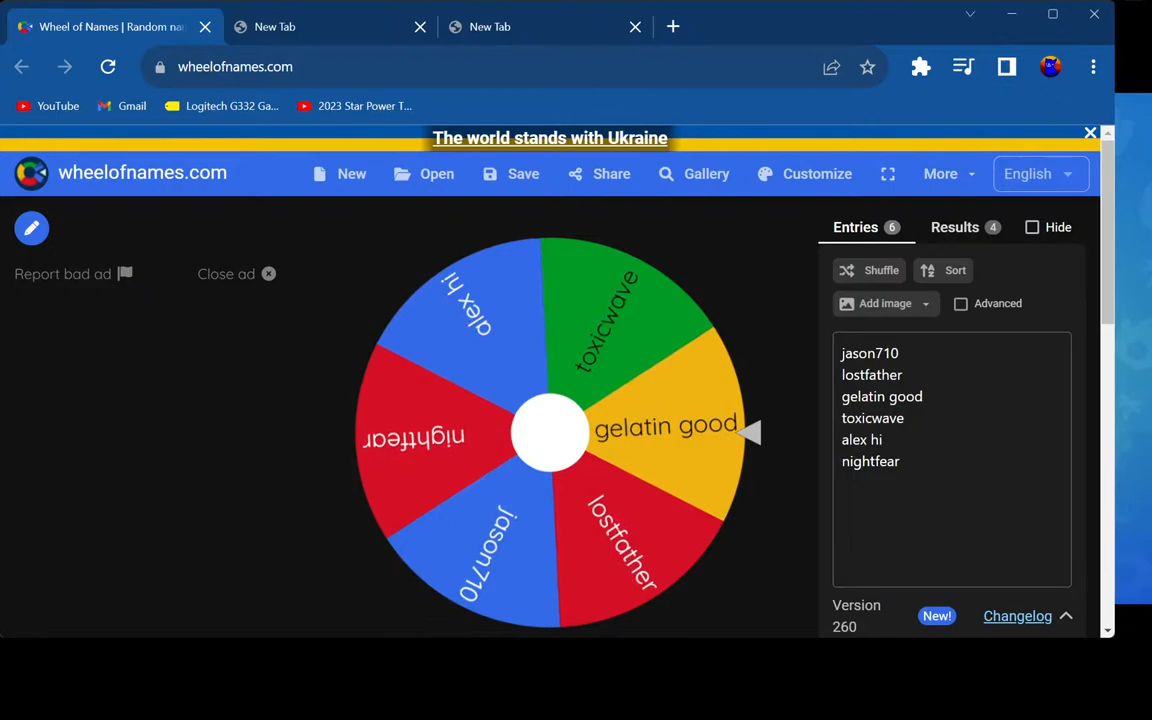 Wheel of Names | Random na
New Tab
New Tab
wheelofnames.com
YouTube
Gmail
Logitech G332 Ga...
2023 Star Power T...
The world stands with Ukraine
wheelofnames.com
New
Open
Save
Share
Gallery
Customize
More
English
Report bad ad
Close ad
Entries 6
Results 4
Hide
Shuffle
Sort
Add image
Advanced
jason710
lostfather
gelatin good
toxicwave
alex hi
nightfear
alex hi
toxicwave
gelatin good
lostfather
jason710
nightfear
Version
260
New!
Changelog